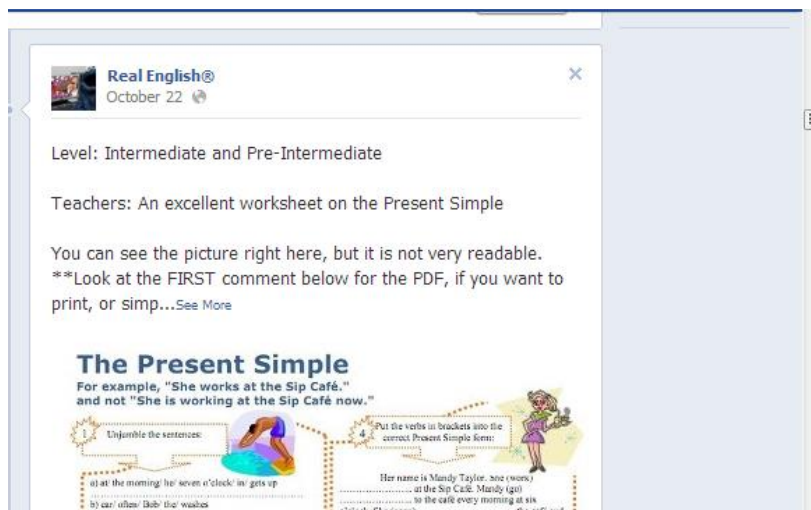 Real English®
October 22
Level: Intermediate and Pre-Intermediate
Teachers: An excellent worksheet on the Present Simple
You can see the picture right here, but it is not very readable.
**Look at the FIRST comment below for the PDF, if you want to
print, or simp...See More
The Present Simple
For example, "She works at the Sip Café."
and not "She is working at the Sip Café now."
1 Unjumble the sentences:
a) at/ the morning/ he/ seven o'clock/ in/ gets up
b) car/ often/ Bob/ the/ washes
4 Put the verbs in brackets into the
correct Present Simple form:
Her name is Mandy Taylor. She (work)
.................... at the Sip Café. Mandy (go)
.................... to the café every morning at six